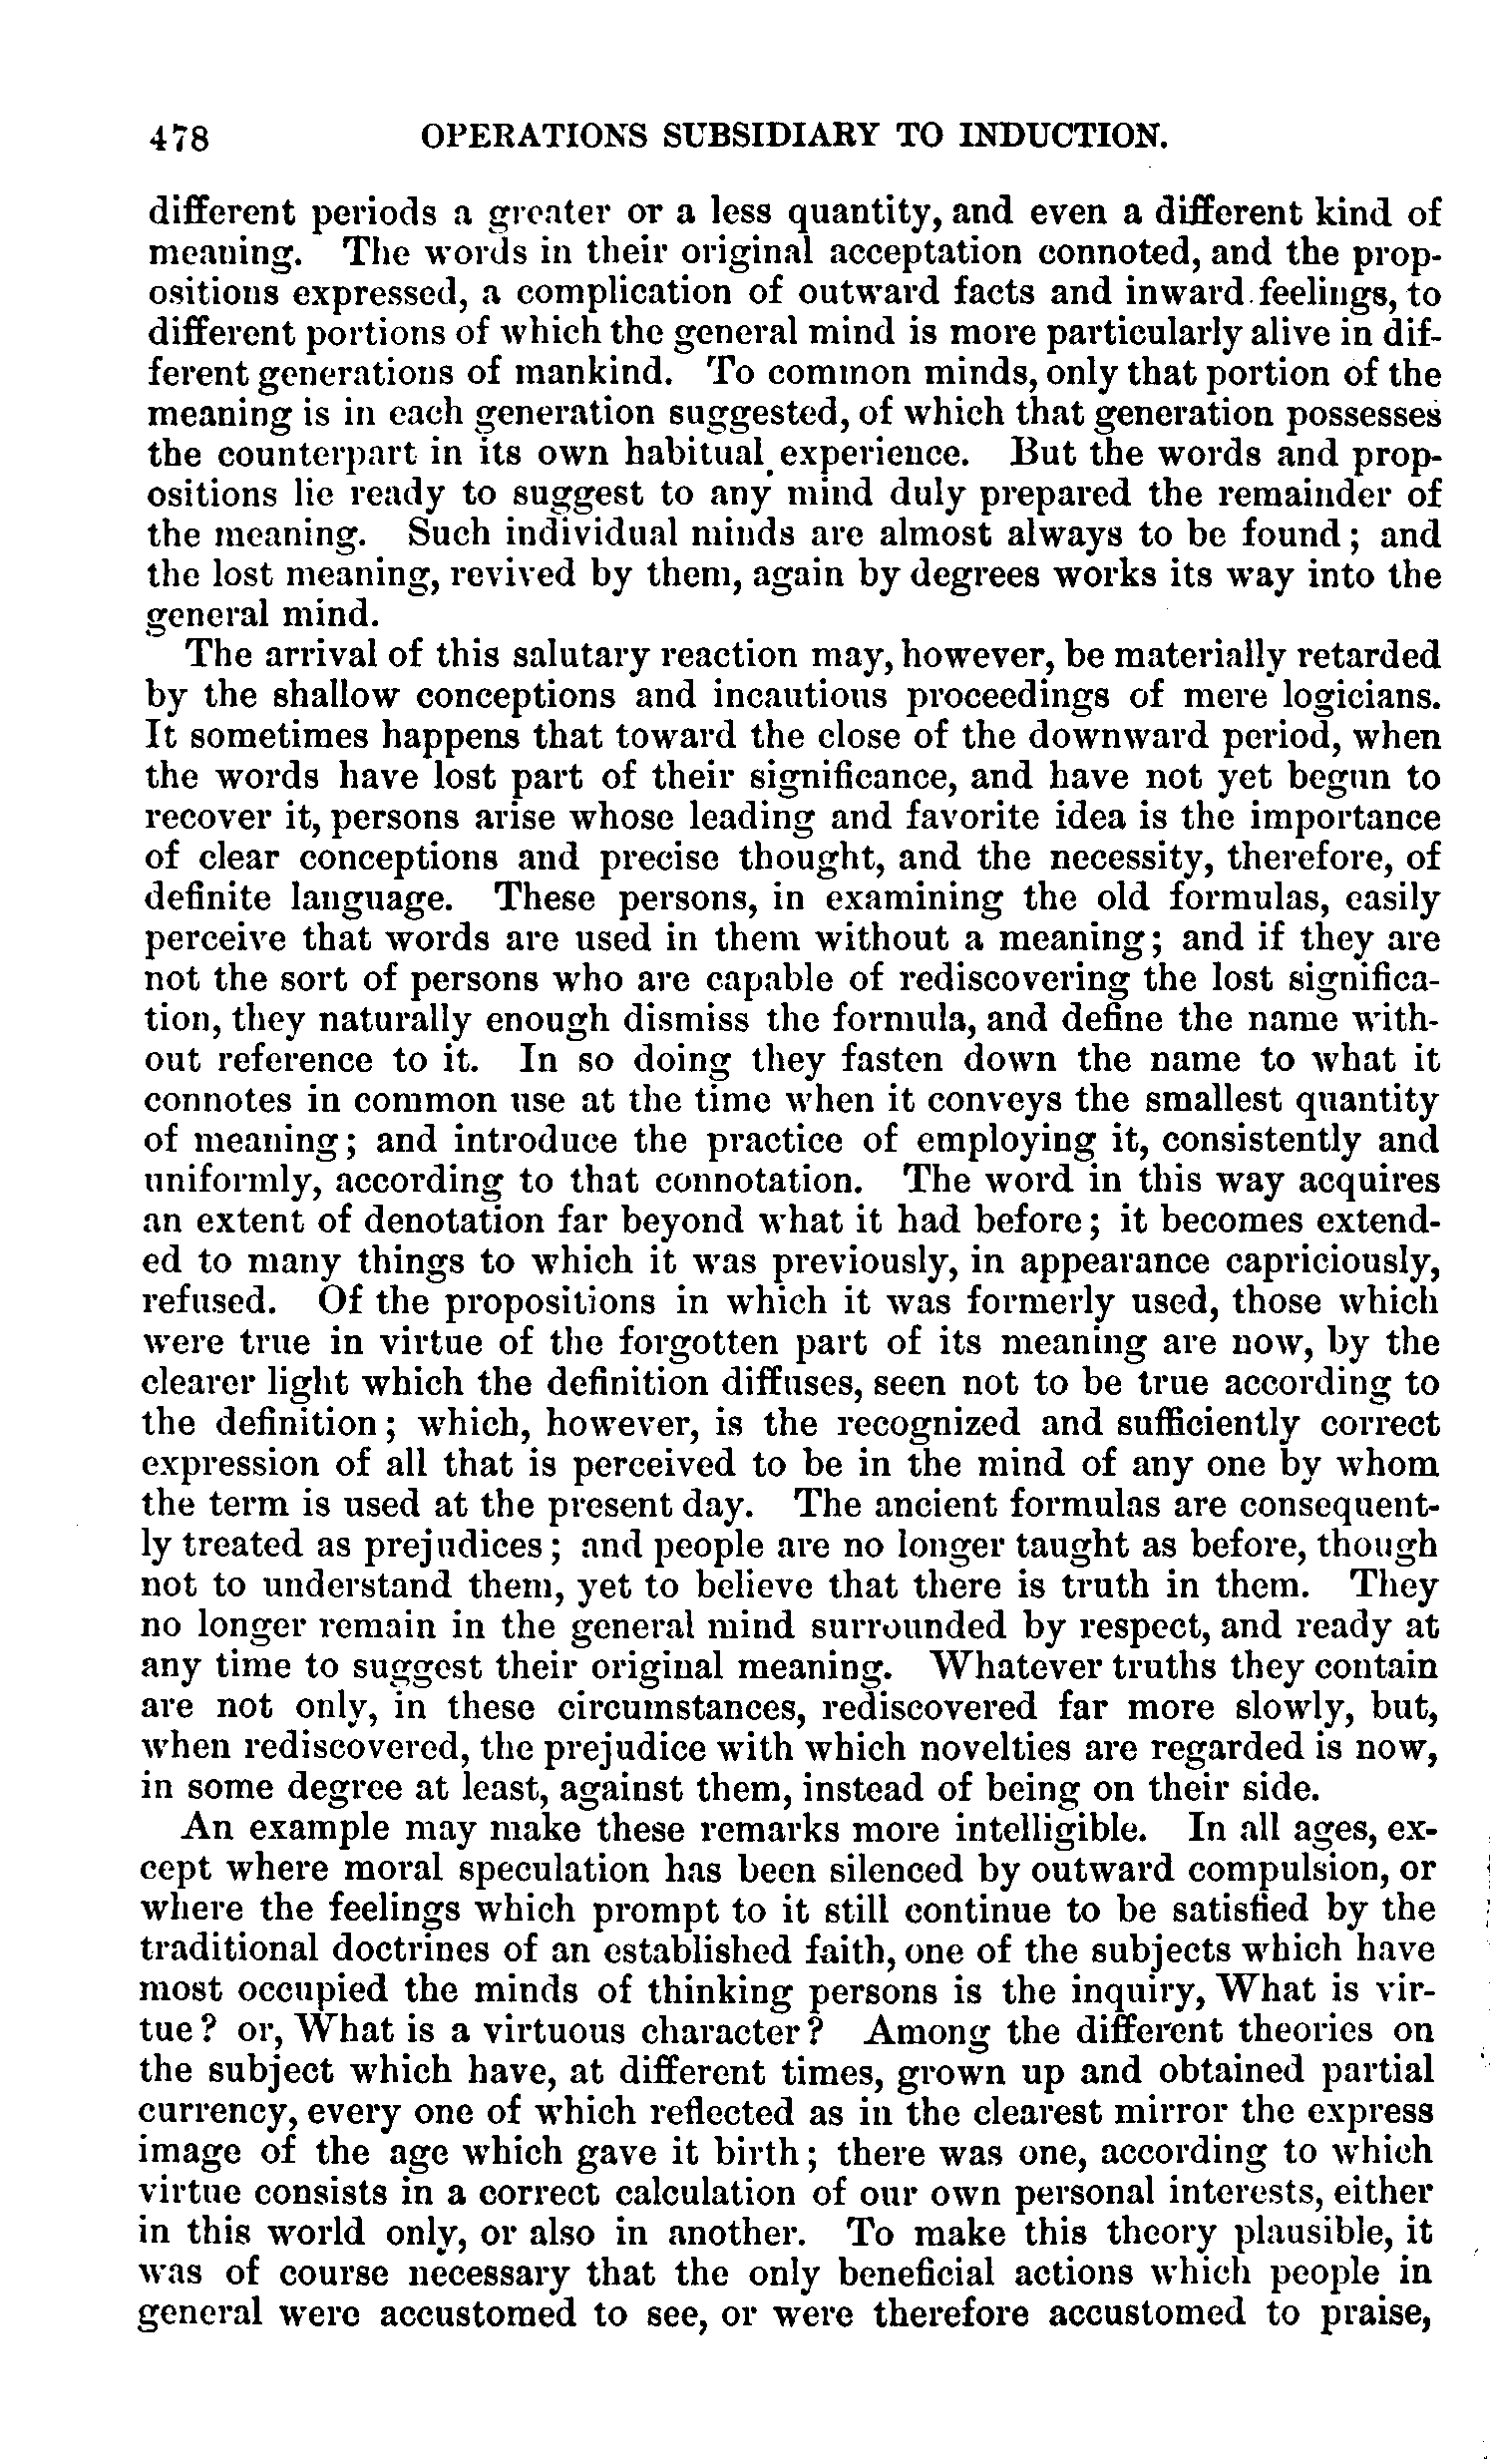 478 OPERATIONS SUBSIDIARY TO INDUCTION.
different periods a greater or a less quantity, and even a different kind of
meaning. The words in their original acceptation connoted, and the prop-
ositions expressed, a complication of outward facts and inward feelings, to
different portions of which the general mind is more particularly alive in dif-
ferent generations of mankind. To common minds, only that portion of the
meaning is in each generation suggested, of which that generation possesses
the counterpart in its own habitual experience. But the words and prop-
ositions lie ready to suggest to any mind duly prepared the remainder of
the meaning. Such individual minds are almost always to be found; and
the lost meaning, revived by them, again by degrees works its way into the
general mind.
The arrival of this salutary reaction may, however, be materially retarded
by the shallow conceptions and incautious proceedings of mere logicians.
It sometimes happens that toward the close of the downward period, when
the words have lost part of their significance, and have not yet begun to
recover it, persons arise whose leading and favorite idea is the importance
of clear conceptions and precise thought, and the necessity, therefore, of
definite language. These persons, in examining the old formulas, easily
perceive that words are used in them without a meaning; and if they are
not the sort of persons who are capable of rediscovering the lost significa-
tion, they naturally enough dismiss the formula, and define the name with-
out reference to it. In so doing they fasten down the name to what it
connotes in common use at the time when it conveys the smallest quantity
of meaning; and introduce the practice of employing it, consistently and
uniformly, according to that connotation. The word in this way acquires
an extent of denotation far beyond what it had before; it becomes extend-
ed to many things to which it was previously, in appearance capriciously,
refused. Of the propositions in which it was formerly used, those which
were true in virtue of the forgotten part of its meaning are now, by the
clearer light which the definition diffuses, seen not to be true according to
the definition; which, however, is the recognized and sufficiently correct
expression of all that is perceived to be in the mind of any one by whom
the term is used at the present day. The ancient formulas are consequent-
ly treated as prejudices; and people are no longer taught as before, though
not to understand them, yet to believe that there is truth in them. They
no longer remain in the general mind surrounded by respect, and ready at
any time to suggest their original meaning. Whatever truths they contain
are not only, in these circumstances, rediscovered far more slowly, but,
when rediscovered, the prejudice with which novelties are regarded is now,
in some degree at least, against them, instead of being on their side.
An example may make these remarks more intelligible. In all ages, ex-
cept where moral speculation has been silenced by outward compulsion, or
where the feelings which prompt to it still continue to be satisfied by the
traditional doctrines of an established faith, one of the subjects which have
most occupied the minds of thinking persons is the inquiry, What is vir-
tue? or, What is a virtuous character? Among the different theories on
the subject which have, at different times, grown up and obtained partial
currency, every one of which reflected as in the clearest mirror the express
image of the age which gave it birth; there was one, according to which
virtue consists in a correct calculation of our own personal interests, either
in this world only, or also in another. To make this theory plausible, it
was of course necessary that the only beneficial actions which people in
general were accustomed to see, or were therefore accustomed to praise,